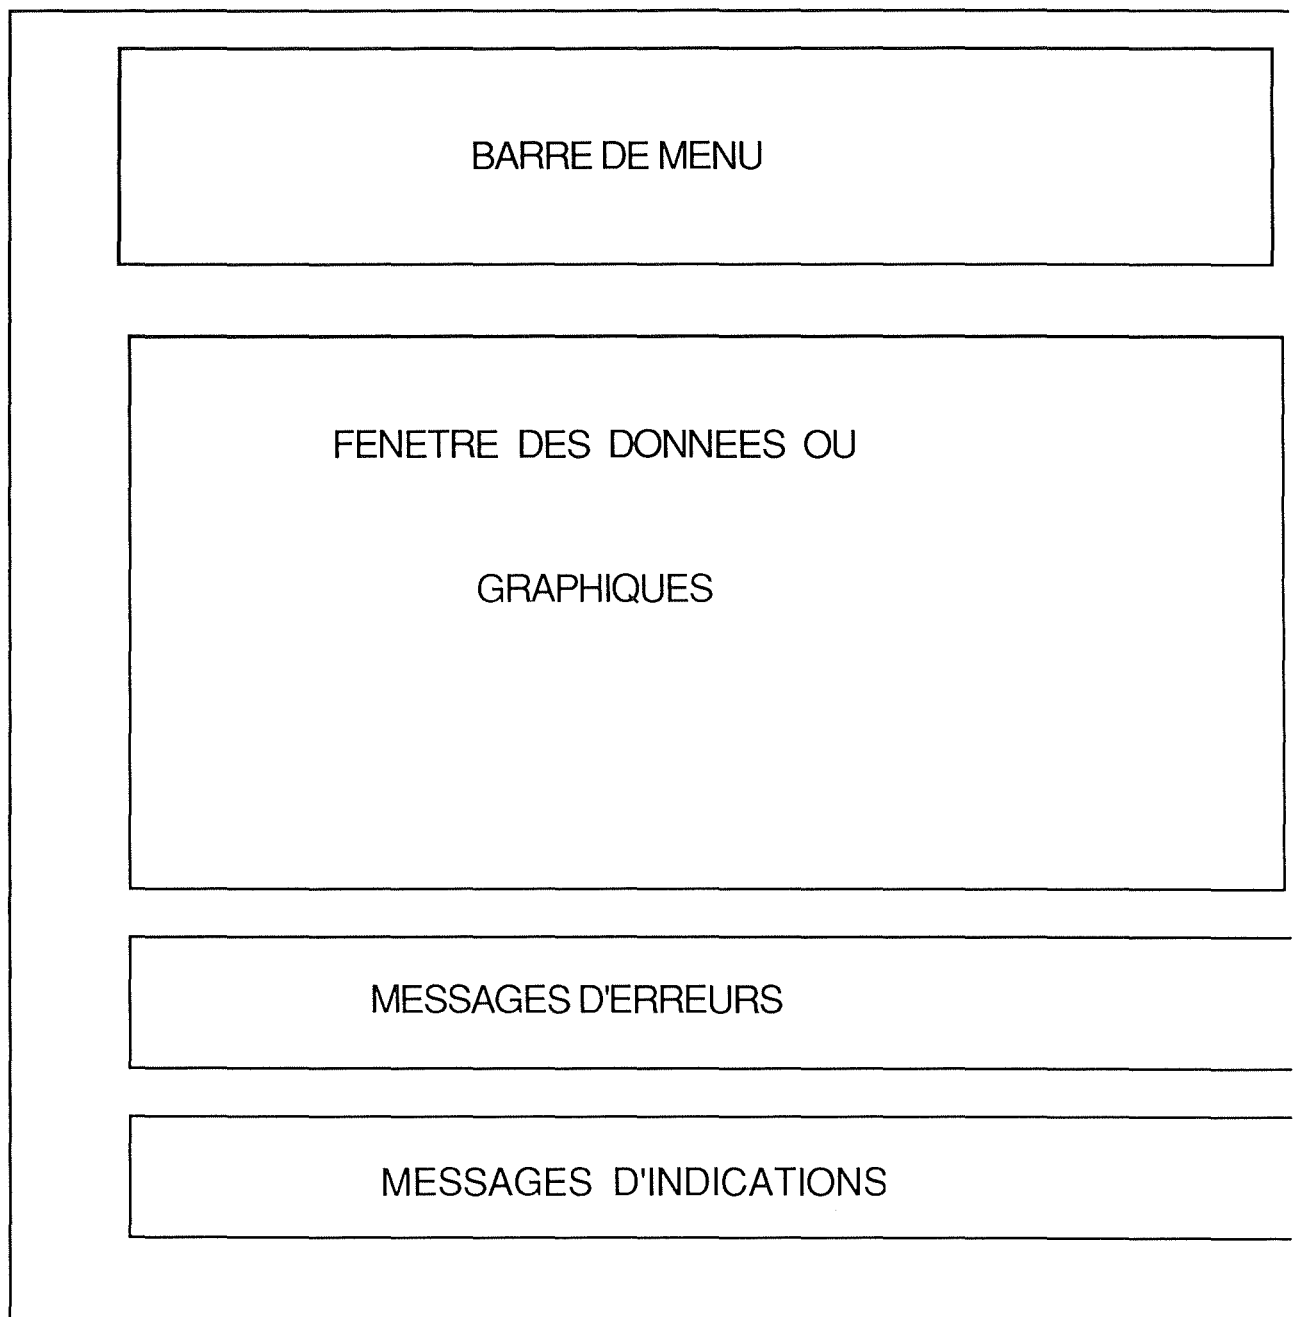 BARRE DE MENU
FENETRE DES DONNEES OU
GRAPHIQUES
MESSAGES D'ERREURS
MESSAGES D'INDICATIONS